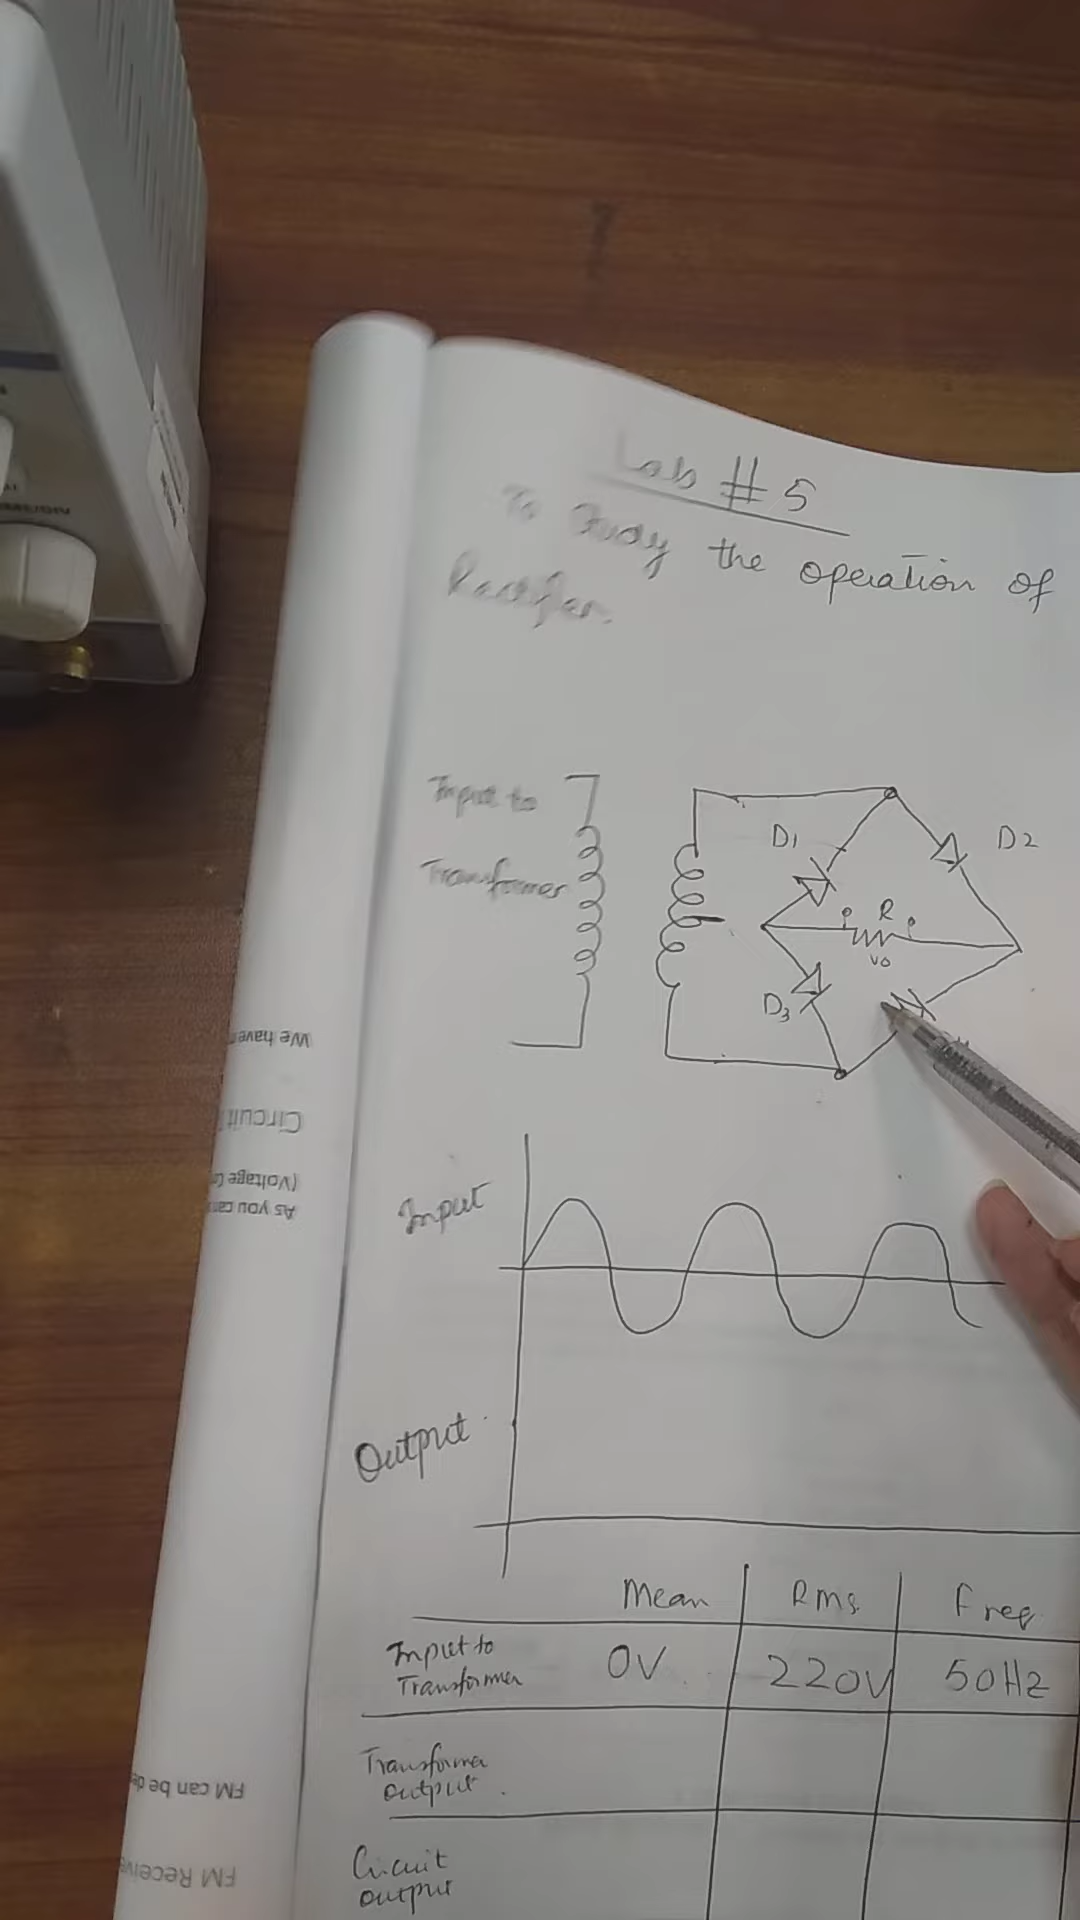 Lab #5
To Study the operation of
Rectifier.
Input to
Transformer
D1
D2
R
Vo
D3
Input
Output
Mean
Rms
Freq
Input to
Transformer
0V
220V
50Hz
Transformer
output
Circuit
output
We have
Circuit
(Voltage
As you can
FM can be de
FM Receive